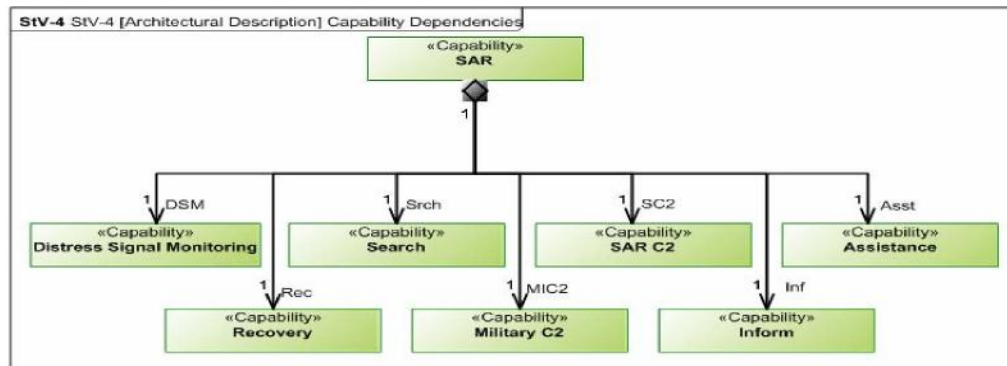 StV-4 StV-4 [Architectural Description] Capability Dependencies
«Capability»
SAR
1
1 DSM
1 Srch
1 SC2
1 Asst
«Capability»
Distress Signal Monitoring
«Capability»
Search
«Capability»
SAR C2
«Capability»
Assistance
1 Rec
1 MIC2
1 Inf
«Capability»
Recovery
«Capability»
Military C2
«Capability»
Inform